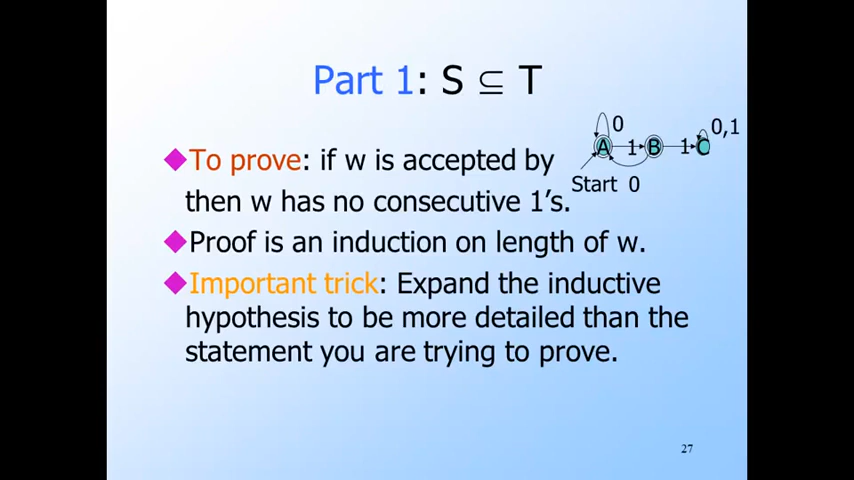 Part 1: S ⊆ T
0
0,1
A 1 B 1 C
Start 0
◆To prove: if w is accepted by
then w has no consecutive 1’s.
◆Proof is an induction on length of w.
◆Important trick: Expand the inductive
hypothesis to be more detailed than the
statement you are trying to prove.
27